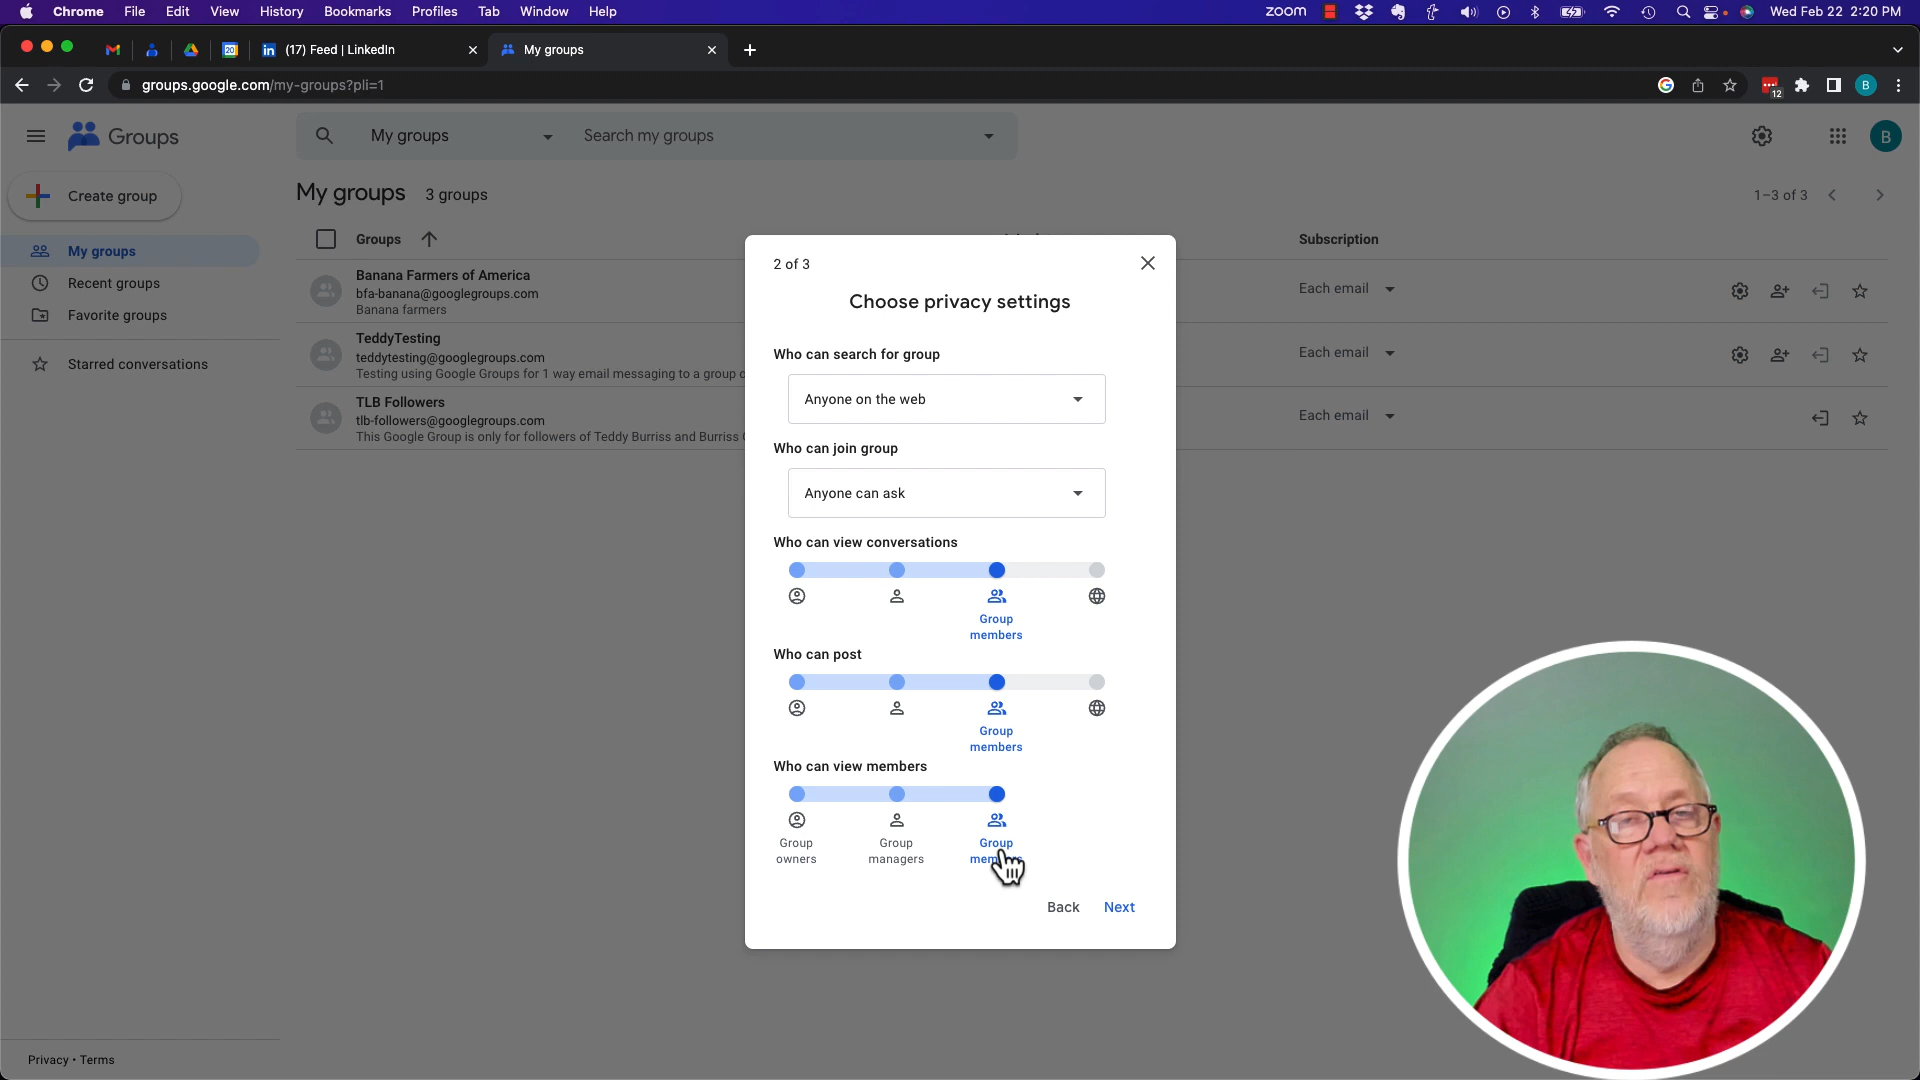 Chrome File Edit View History Bookmarks Profiles Tab Window Help zoom Wed Feb 22 2:20 PM
20 in (17) Feed | LinkedIn My groups
groups.google.com/my-groups?pli=1 12 B
Groups My groups Search my groups B
Create group
My groups 3 groups 1–3 of 3
My groups
Recent groups
Favorite groups
Starred conversations
Groups Subscription
Banana Farmers of America
bfa-banana@googlegroups.com
Banana farmers
Each email
TeddyTesting
teddytesting@googlegroups.com
Testing using Google Groups for 1 way email messaging to a group
Each email
TLB Followers
tlb-followers@googlegroups.com
This Google Group is only for followers of Teddy Burriss and Burriss
Each email
2 of 3
Choose privacy settings
Who can search for group
Anyone on the web
Who can join group
Anyone can ask
Who can view conversations
Group
members
Who can post
Group
members
Who can view members
Group owners
Group managers
Group members
Back Next
Privacy • Terms